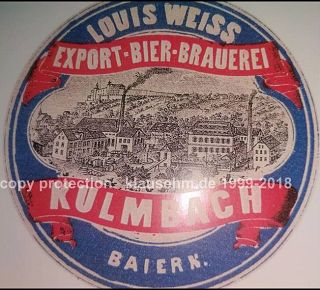 LOUIS WEISS
EXPORT-BIER-BRAUEREI
copy protection klausehm.de 1999-2018
KULMBACH
BAIERN.